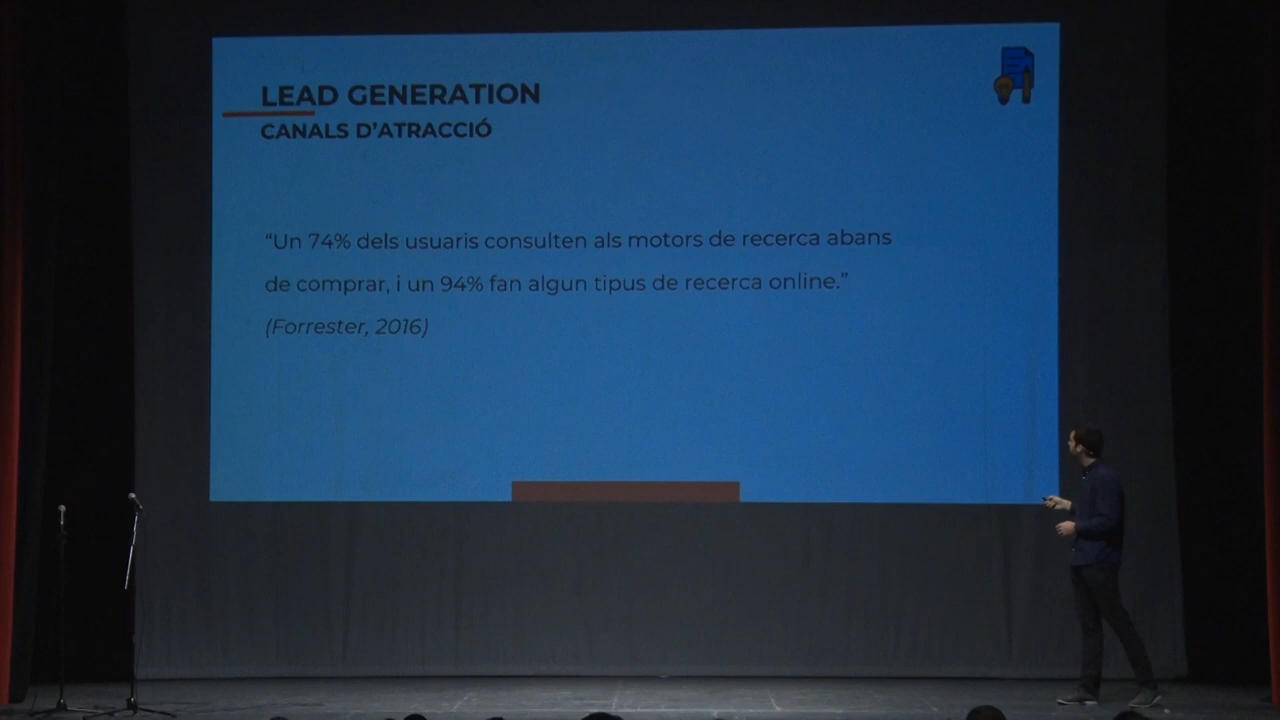 LEAD GENERATION
CANALS D'ATRACCIÓ
“Un 74% dels usuaris consulten als motors de recerca abans
de comprar, i un 94% fan algun tipus de recerca online.”
(Forrester, 2016)